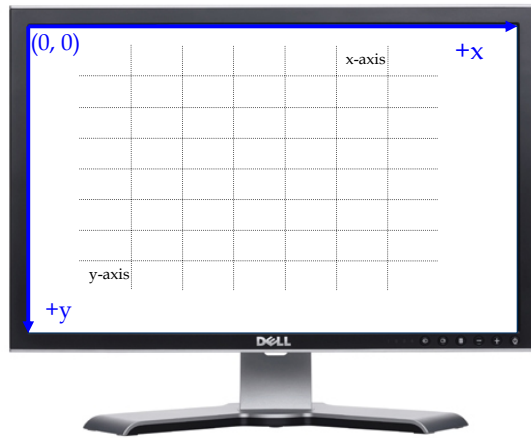 (0, 0)
+x
x-axis
y-axis
+y
DELL